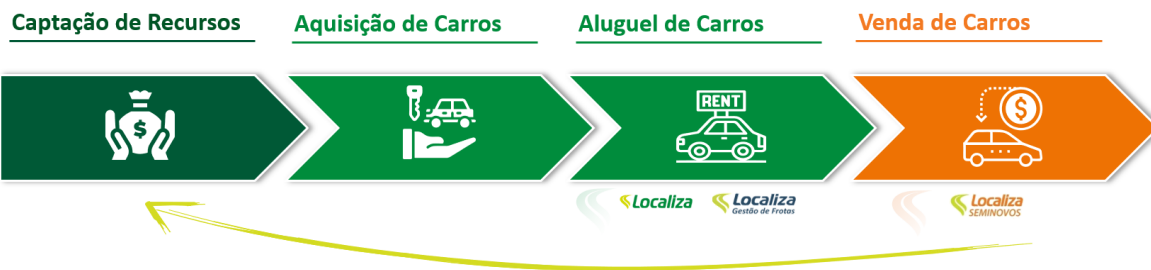 Captação de Recursos
Aquisição de Carros
Aluguel de Carros
Venda de Carros
$
RENT
$
Localiza
Localiza
Gestão de Frotas
Localiza
SEMINOVOS